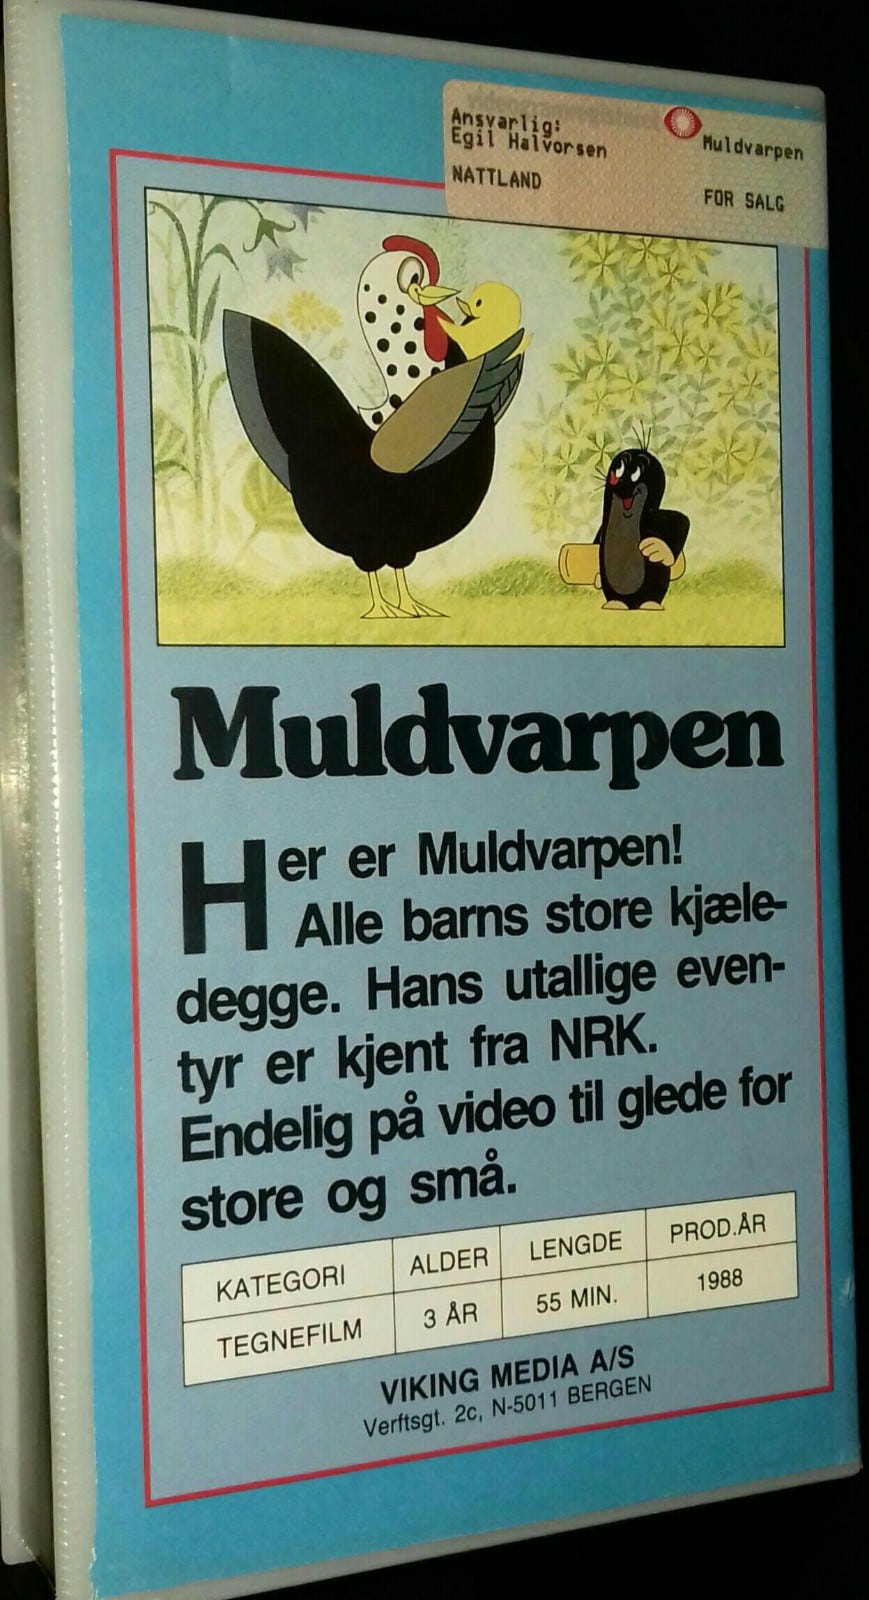 Ansvarlig:
Egil Halvorsen
NATTLAND
Muldvarpen
FOR SALG
Muldvarpen
Her er Muldvarpen!
Alle barns store kjæle-
degge. Hans utallige even-
tyr er kjent fra NRK.
Endelig på video til glede for
store og små.
KATEGORI ALDER LENGDE PROD.ÅR
TEGNEFILM 3 ÅR 55 MIN. 1988
VIKING MEDIA A/S
Verftsgt. 2c, N-5011 BERGEN